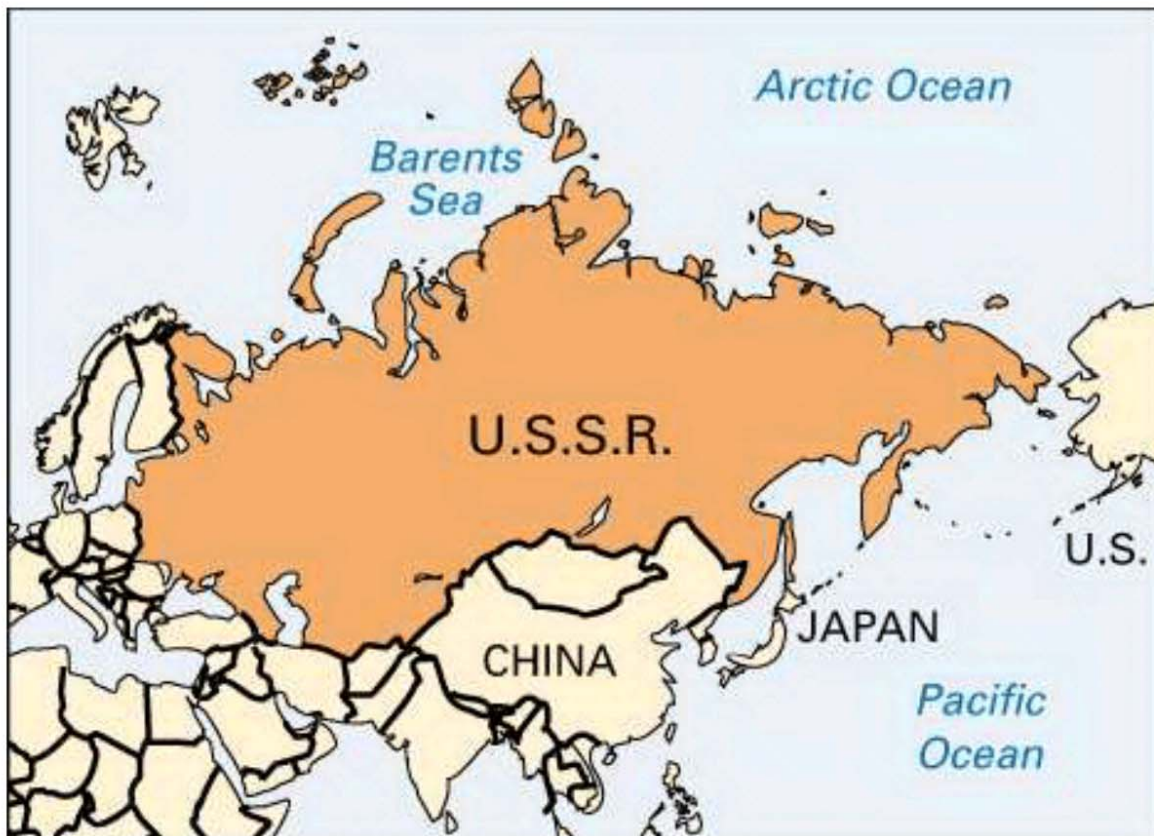 Arctic Ocean
Barents
Sea
U.S.S.R.
U.S.
JAPAN
CHINA
Pacific
Ocean